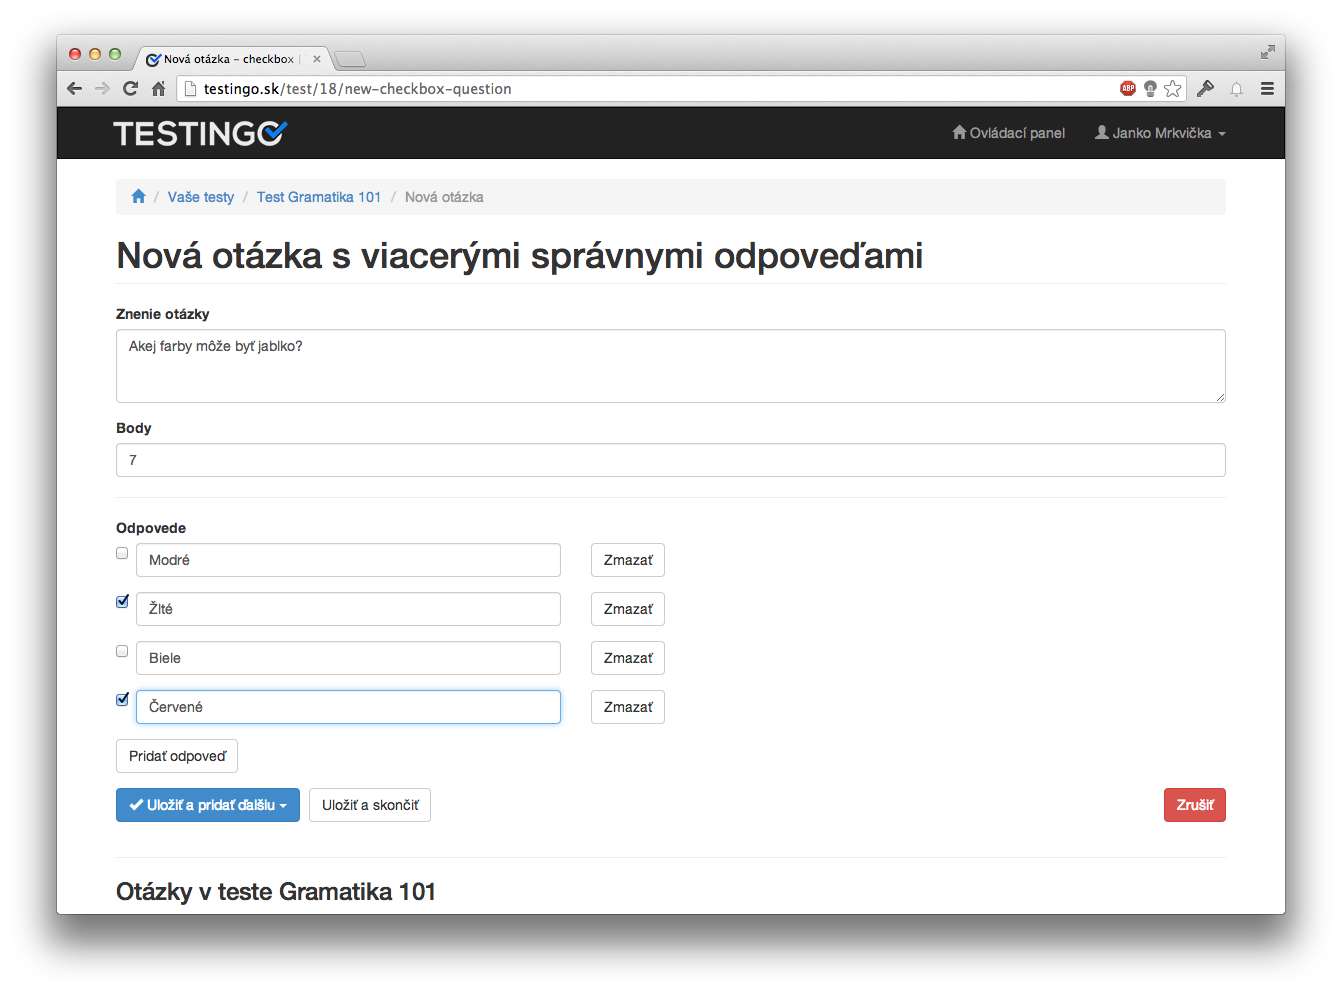 Nová otázka – checkbox |
testingo.sk/test/18/new-checkbox-question
ABP
TESTINGO
Ovládací panel
Janko Mrkvička
/ Vaše testy / Test Gramatika 101 / Nová otázka
Nová otázka s viacerými správnymi odpoveďami
Znenie otázky
Akej farby môže byť jablko?
Body
7
Odpovede
Modré Zmazať
Žlté Zmazať
Biele Zmazať
Červené Zmazať
Pridať odpoveď
Uložiť a pridať ďalšiu Uložiť a skončiť Zrušiť
Otázky v teste Gramatika 101